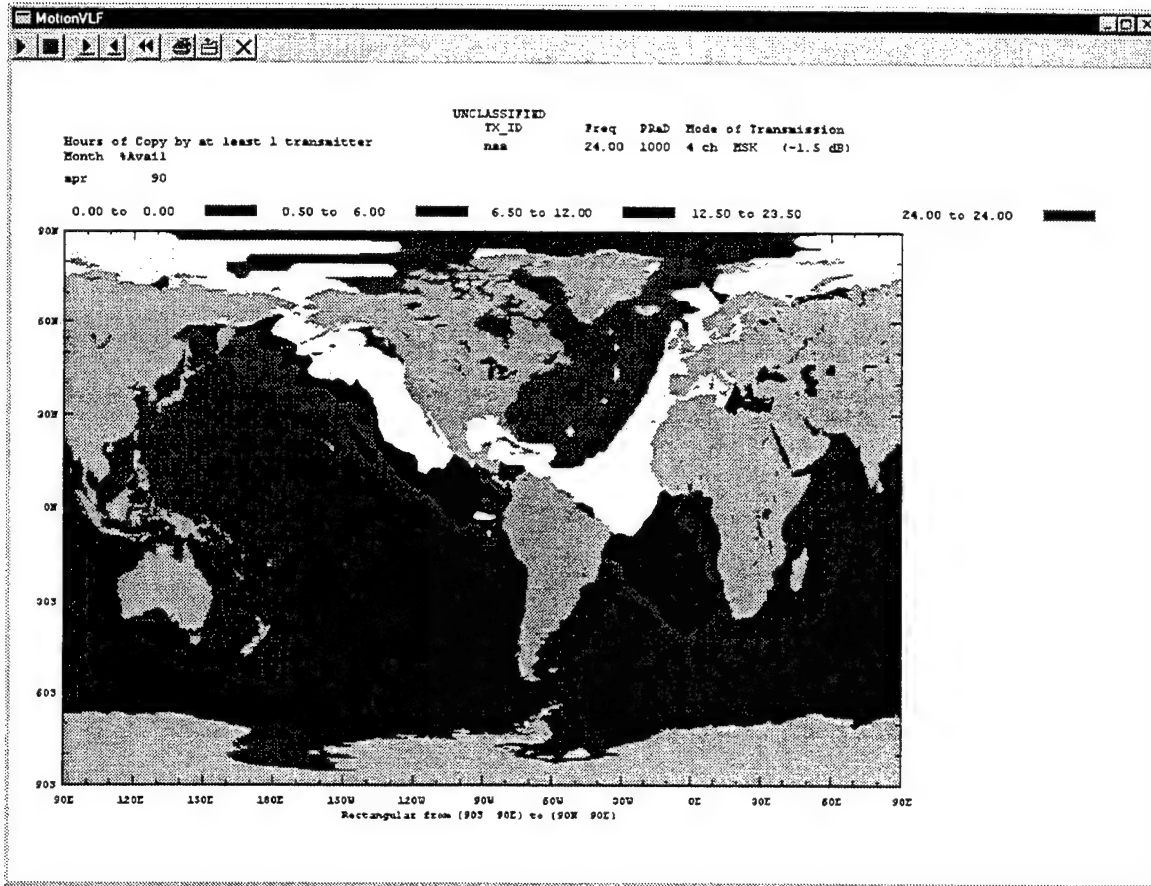 MotionVLF
UNCLASSIFIED
TX_ID Freq PRaD Mode of Transmission
Hours of Copy by at least 1 transmitter naa 24.00 1000 4 ch MSK (-1.5 dB)
Month %Avail
apr 90
0.00 to 0.00 0.50 to 6.00 6.50 to 12.00 12.50 to 23.50 24.00 to 24.00
90N
60N
30N
0N
30S
60S
90S
90E 120E 150E 180E 150W 120W 90W 60W 30W 0E 30E 60E 90E
Rectangular from (90S 90E) to (90N 90E)